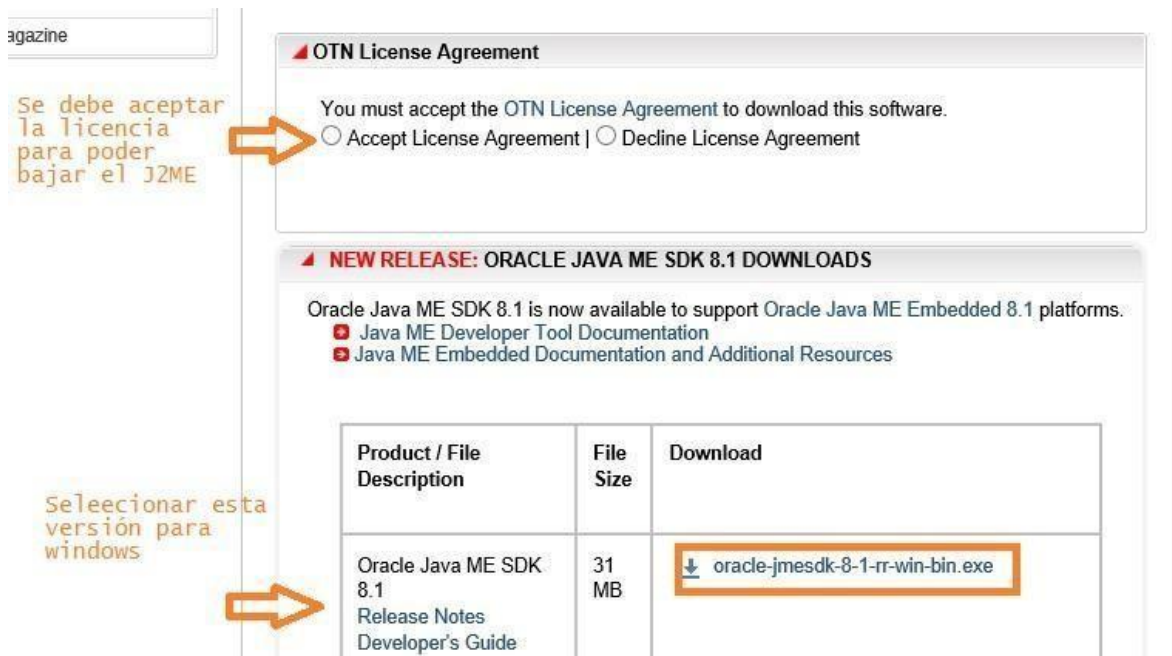 agazine
OTN License Agreement
Se debe aceptar
la licencia
para poder
bajar el J2ME
You must accept the OTN License Agreement to download this software.
Accept License Agreement | Decline License Agreement
NEW RELEASE: ORACLE JAVA ME SDK 8.1 DOWNLOADS
Oracle Java ME SDK 8.1 is now available to support Oracle Java ME Embedded 8.1 platforms.
Java ME Developer Tool Documentation
Java ME Embedded Documentation and Additional Resources
Product / File
Description
File
Size
Download
Seleecionar esta
versión para
windows
Oracle Java ME SDK
8.1
Release Notes
Developer's Guide
31
MB
oracle-jmesdk-8-1-rr-win-bin.exe